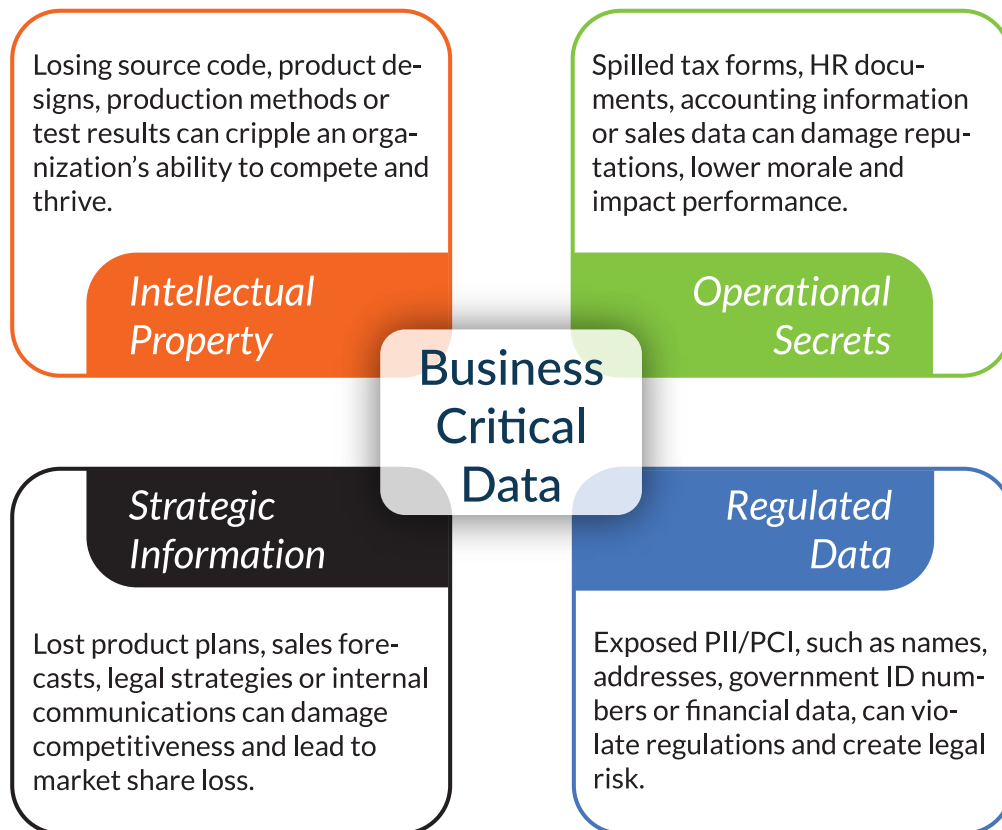 Losing source code, product de-
signs, production methods or
test results can cripple an orga-
nization’s ability to compete and
thrive.
Intellectual
Property
Spilled tax forms, HR docu-
ments, accounting information
or sales data can damage repu-
tations, lower morale and
impact performance.
Operational
Secrets
Business
Critical
Data
Strategic
Information
Lost product plans, sales fore-
casts, legal strategies or internal
communications can damage
competitiveness and lead to
market share loss.
Regulated
Data
Exposed PII/PCI, such as names,
addresses, government ID num-
bers or financial data, can vio-
late regulations and create legal
risk.